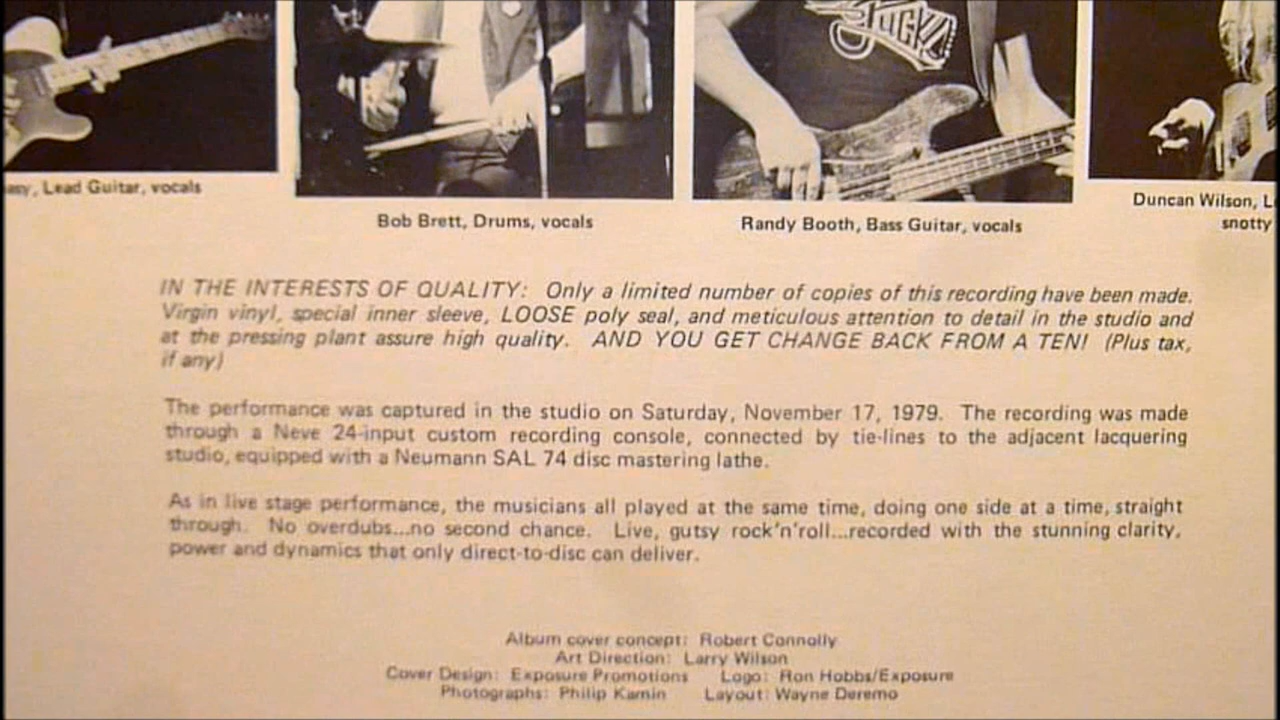 Lead Guitar, vocals
Bob Brett, Drums, vocals
Randy Booth, Bass Guitar, vocals
Duncan Wilson,
snotty
IN THE INTERESTS OF QUALITY: Only a limited number of copies of this recording have been made.
Virgin vinyl, special inner sleeve, LOOSE poly seal, and meticulous attention to detail in the studio and
at the pressing plant assure high quality. AND YOU GET CHANGE BACK FROM A TEN! (Plus tax,
if any)
The performance was captured in the studio on Saturday, November 17, 1979. The recording was made
through a Neve 24-input custom recording console, connected by tie-lines to the adjacent lacquering
studio, equipped with a Neumann SAL 74 disc mastering lathe.
As in live stage performance, the musicians all played at the same time, doing one side at a time, straight
through. No overdubs...no second chance. Live, gutsy rock'n'roll...recorded with the stunning clarity,
power and dynamics that only direct-to-disc can deliver.
Album cover concept: Robert Connolly
Art Direction: Larry Wilson
Cover Design: Exposure Promotions Logo: Ron Hobbs/Exposure
Photographs: Philip Kamin Layout: Wayne Deremo